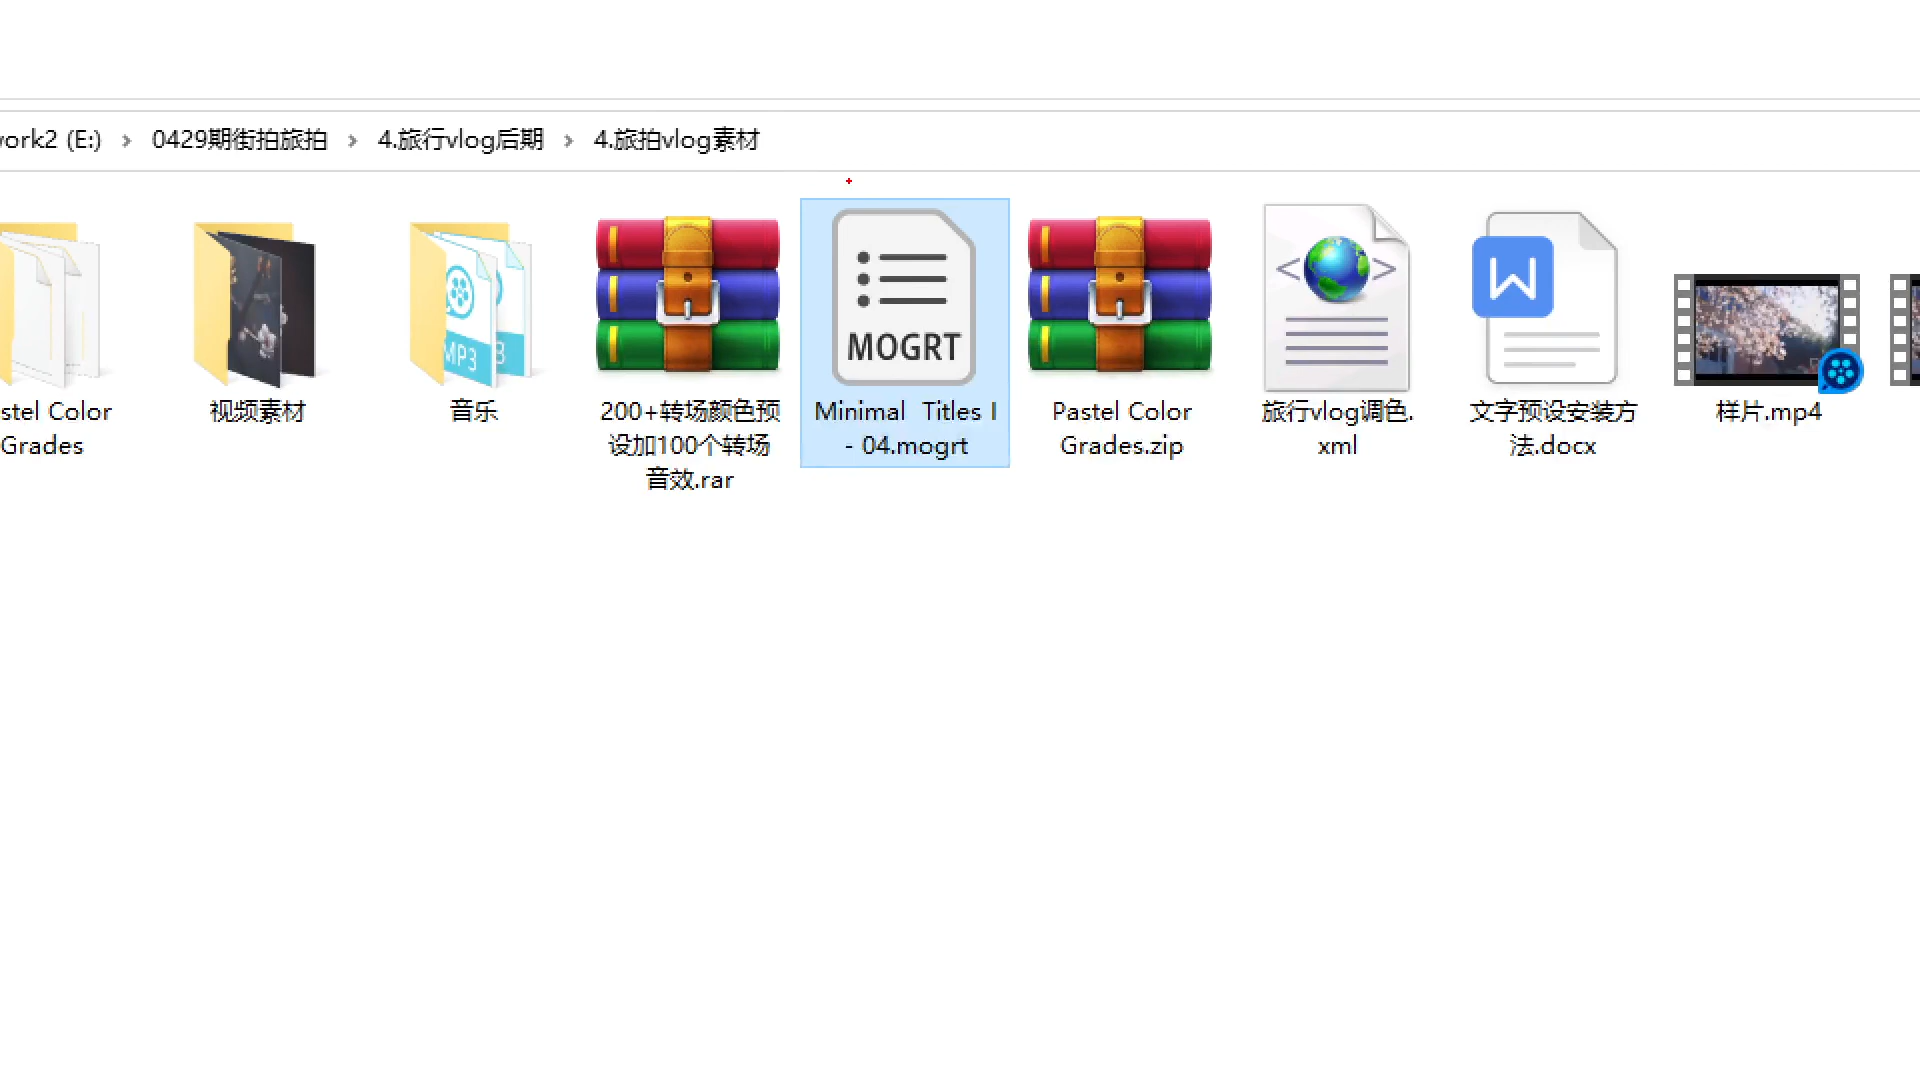 work2 (E:) › 0429期街拍旅拍 › 4.旅行vlog后期 › 4.旅拍vlog素材
stel Color
Grades
视频素材
MP3
音乐
200+转场颜色预
设加100个转场
音效.rar
MOGRT
Minimal  Titles I
- 04.mogrt
Pastel Color
Grades.zip
旅行vlog调色.
xml
W
文字预设安装方
法.docx
样片.mp4